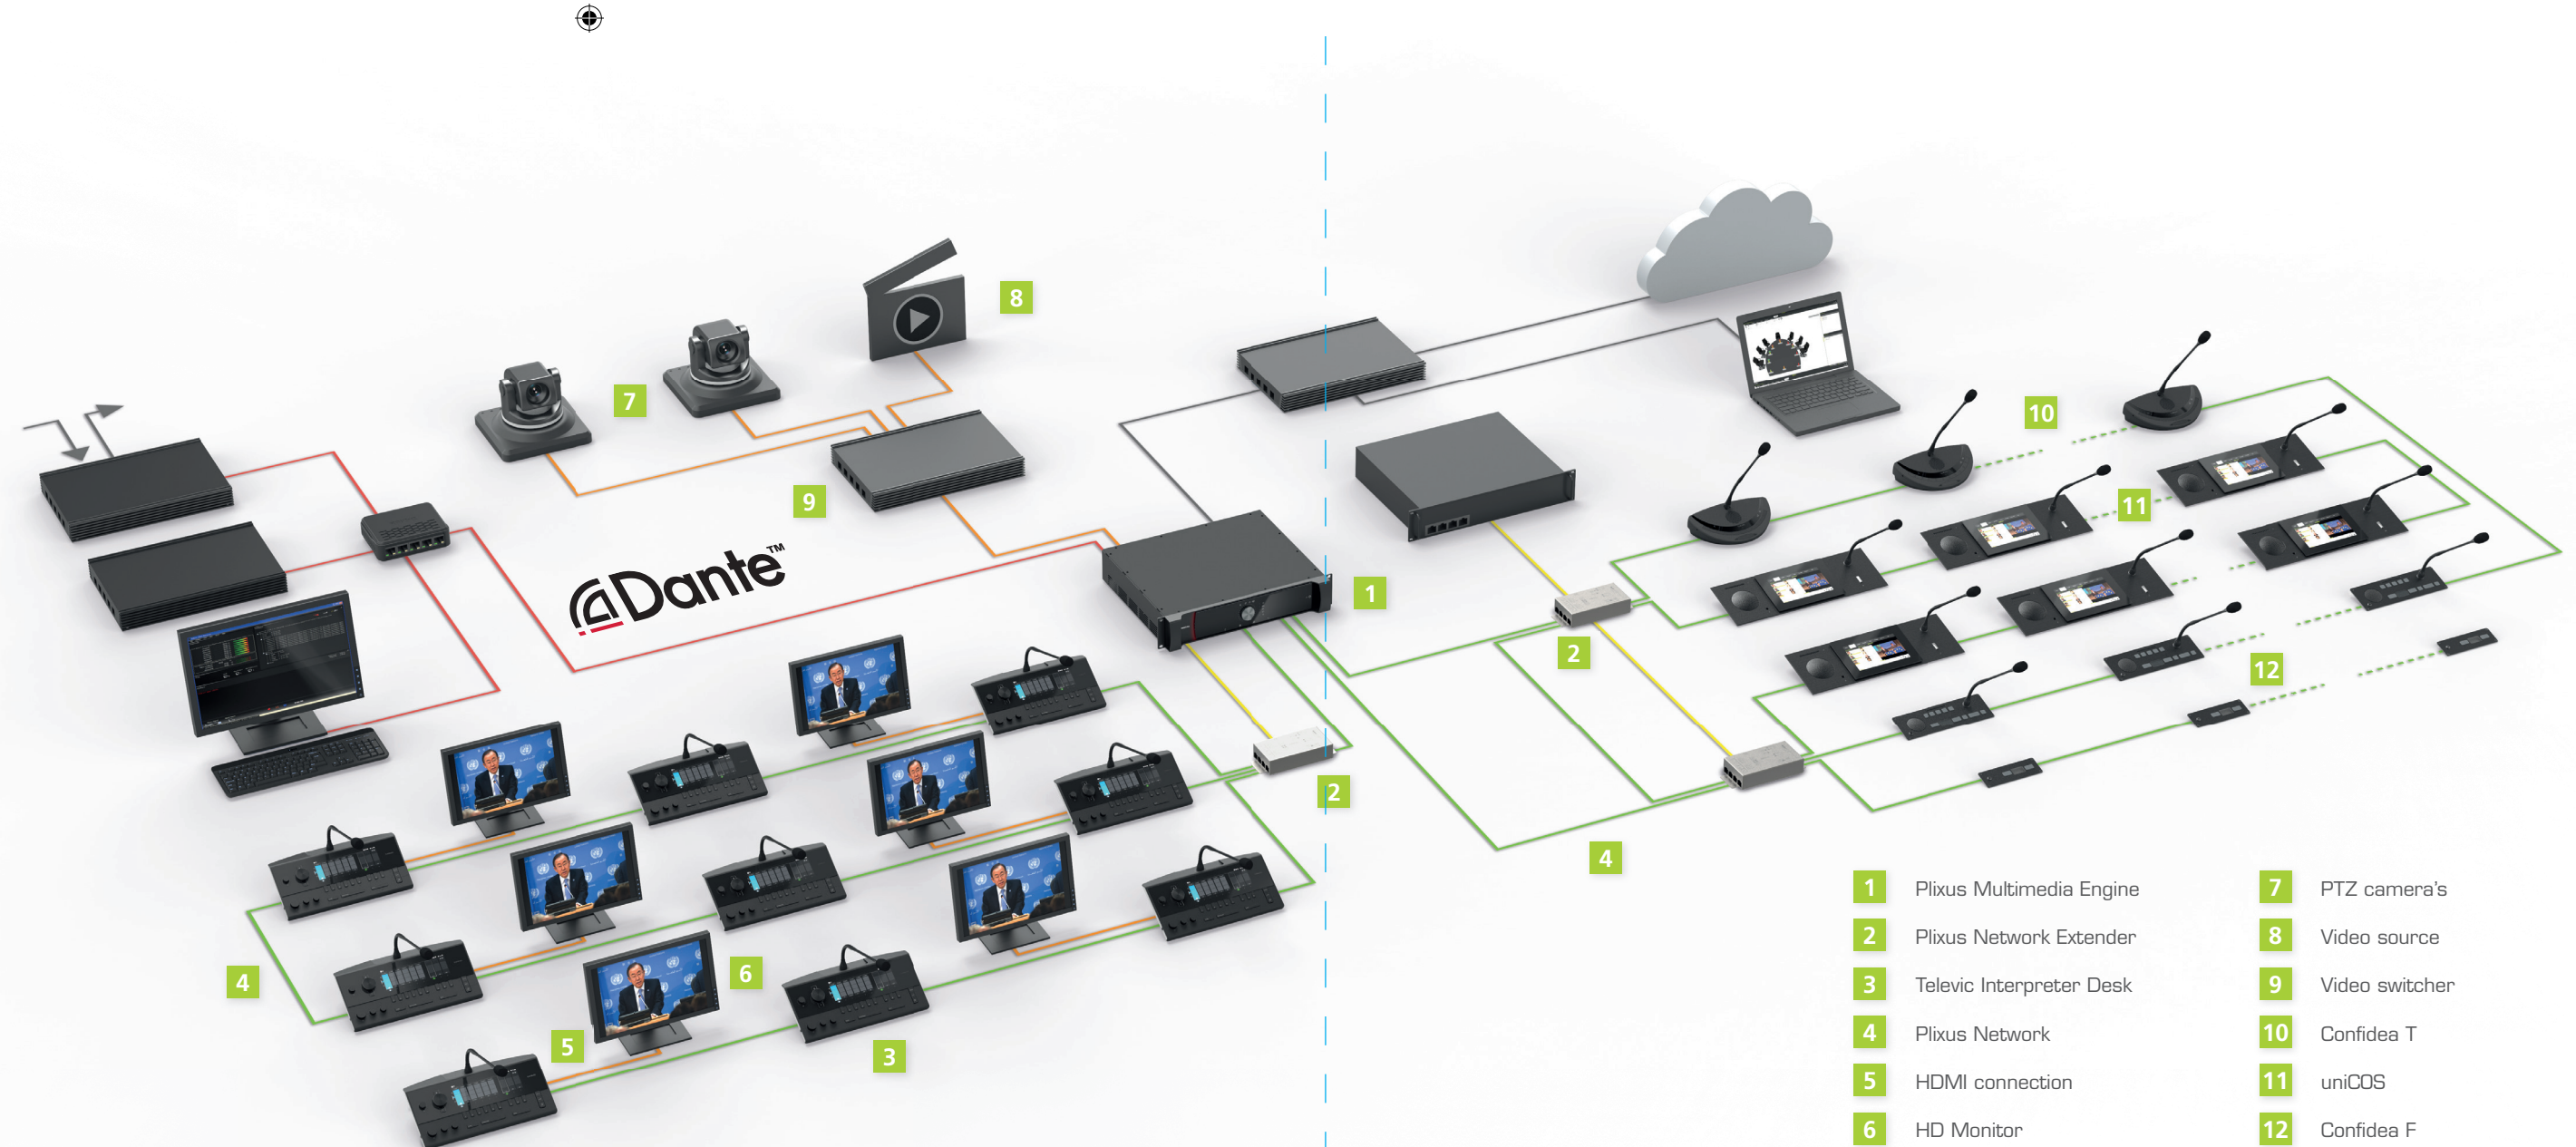 8
7
10
11
9
Dante™
1
2
12
2
4
6
4
5
3
1 Plixus Multimedia Engine
2 Plixus Network Extender
3 Televic Interpreter Desk
4 Plixus Network
5 HDMI connection
6 HD Monitor
7 PTZ camera's
8 Video source
9 Video switcher
10 Confidea T
11 uniCOS
12 Confidea F